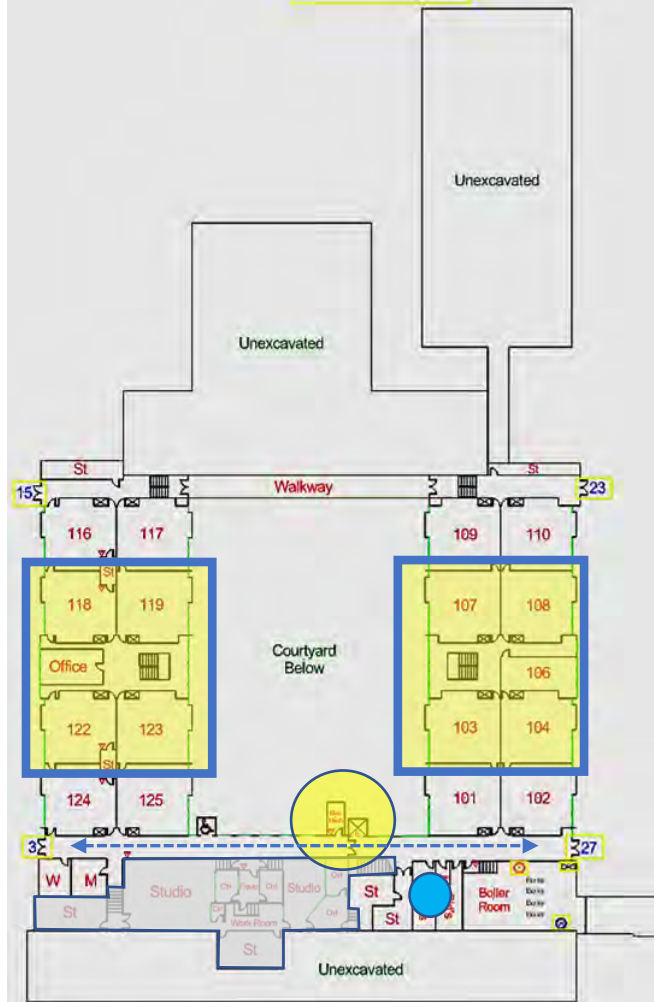 Unexcavated
Unexcavated
St
St
15
Walkway
23
116
117
109
110
St
118
119
107
108
Courtyard
Below
Office
106
122
123
103
104
St
124
125
101
102
3
27
W
M
Studio
Studio
St
Boiler
Room
St
St
Work Room
St
Unexcavated